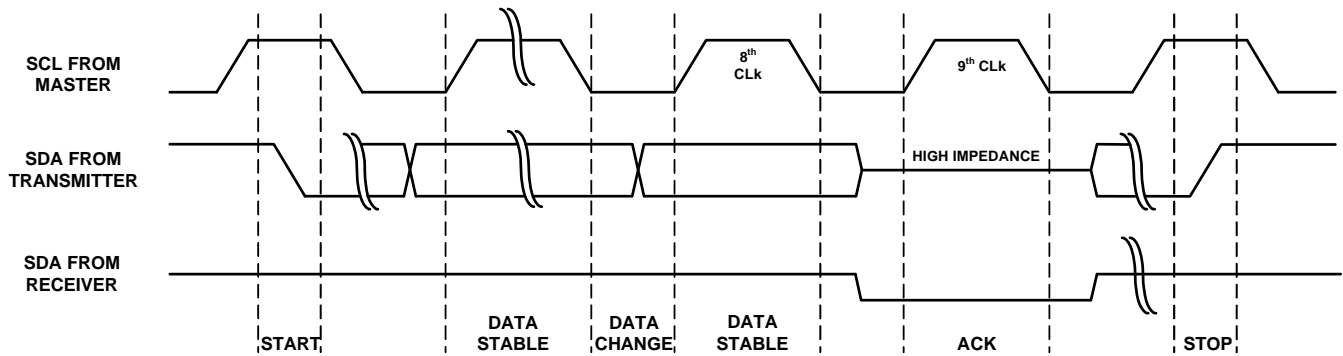 SCL FROM
MASTER
8th
CLk
9th CLk
SDA FROM
TRANSMITTER
HIGH IMPEDANCE
SDA FROM
RECEIVER
START
DATA
STABLE
DATA
CHANGE
DATA
STABLE
ACK
STOP